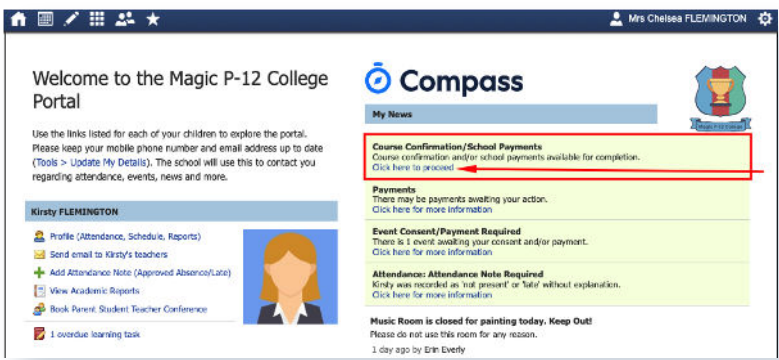 Mrs Chelsea FLEMINGTON
Welcome to the Magic P-12 College
Portal
Use the links listed for each of your children to explore the portal.
Please keep your mobile phone number and email address up to date
(Tools > Update My Details). The school will use this to contact you
regarding attendance, events, news and more.
Kirsty FLEMINGTON
Profile (Attendance, Schedule, Reports)
Send email to Kirsty's teachers
Add Attendance Note (Approved Absence/Late)
View Academic Reports
Book Parent Student Teacher Conference
1 overdue learning task
Compass
Magic P-12 College
My News
Course Confirmation/School Payments
Course confirmation and/or school payments available for completion.
Click here to proceed
Payments
There may be payments awaiting your action.
Click here for more information
Event Consent/Payment Required
There is 1 event awaiting your consent and/or payment.
Click here for more information
Attendance: Attendance Note Required
Kirsty was recorded as 'not present' or 'late' without explanation.
Click here for more information
Music Room is closed for painting today. Keep Out!
Please do not use this room for any reason.
1 day ago by Erin Everly